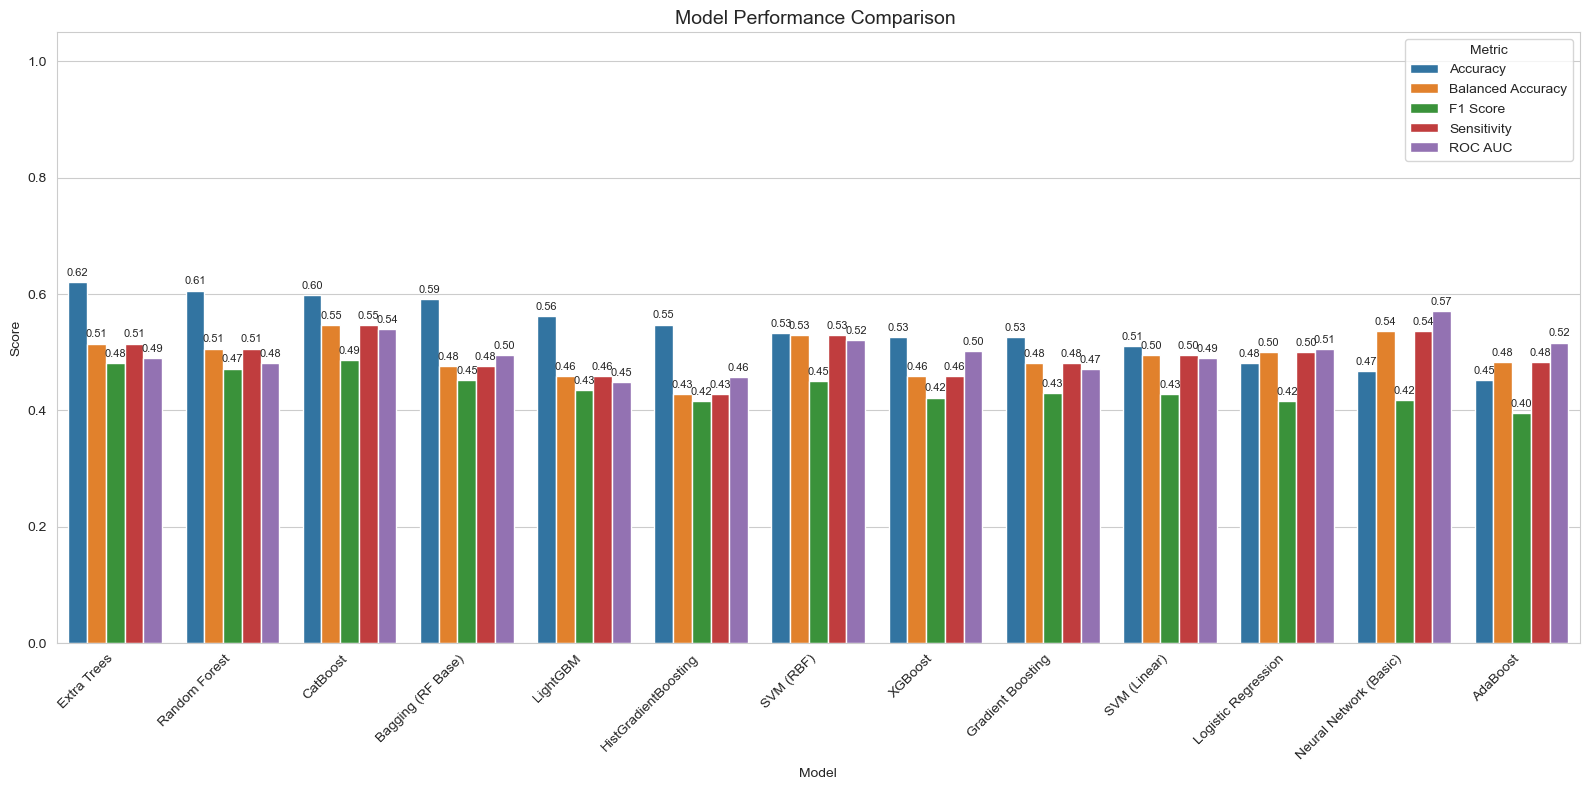 Model Performance Comparison
Metric
Accuracy
Balanced Accuracy
F1 Score
Sensitivity
ROC AUC
Score
1.0
0.8
0.6
0.4
0.2
0.0
0.62 0.51 0.48 0.51 0.49
0.61 0.51 0.47 0.51 0.48
0.60 0.55 0.49 0.55 0.54
0.59 0.48 0.45 0.48 0.50
0.56 0.46 0.43 0.46 0.45
0.55 0.43 0.42 0.43 0.46
0.53 0.53 0.45 0.53 0.52
0.53 0.46 0.42 0.46 0.50
0.53 0.48 0.43 0.48 0.47
0.51 0.50 0.43 0.50 0.49
0.48 0.50 0.42 0.50 0.51
0.47 0.54 0.42 0.54 0.57
0.45 0.48 0.40 0.48 0.52
Extra Trees
Random Forest
CatBoost
Bagging (RF Base)
LightGBM
HistGradientBoosting
SVM (RBF)
XGBoost
Gradient Boosting
SVM (Linear)
Logistic Regression
Neural Network (Basic)
AdaBoost
Model